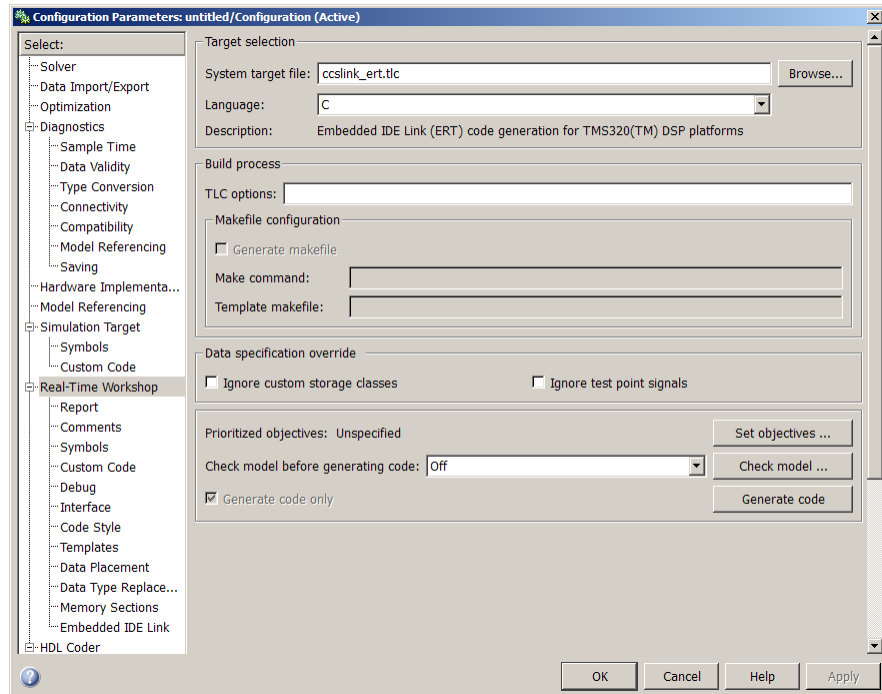 Configuration Parameters: untitled/Configuration (Active)
Select:
Solver
Data Import/Export
Optimization
Diagnostics
Sample Time
Data Validity
Type Conversion
Connectivity
Compatibility
Model Referencing
Saving
Hardware Implementa...
Model Referencing
Simulation Target
Symbols
Custom Code
Real-Time Workshop
Report
Comments
Symbols
Custom Code
Debug
Interface
Code Style
Templates
Data Placement
Data Type Replace...
Memory Sections
Embedded IDE Link
HDL Coder
Target selection
System target file: ccslink_ert.tlc Browse...
Language: C
Description: Embedded IDE Link (ERT) code generation for TMS320(TM) DSP platforms
Build process
TLC options:
Makefile configuration
Generate makefile
Make command:
Template makefile:
Data specification override
Ignore custom storage classes Ignore test point signals
Prioritized objectives: Unspecified Set objectives ...
Check model before generating code: Off Check model ...
Generate code only Generate code
OK Cancel Help Apply